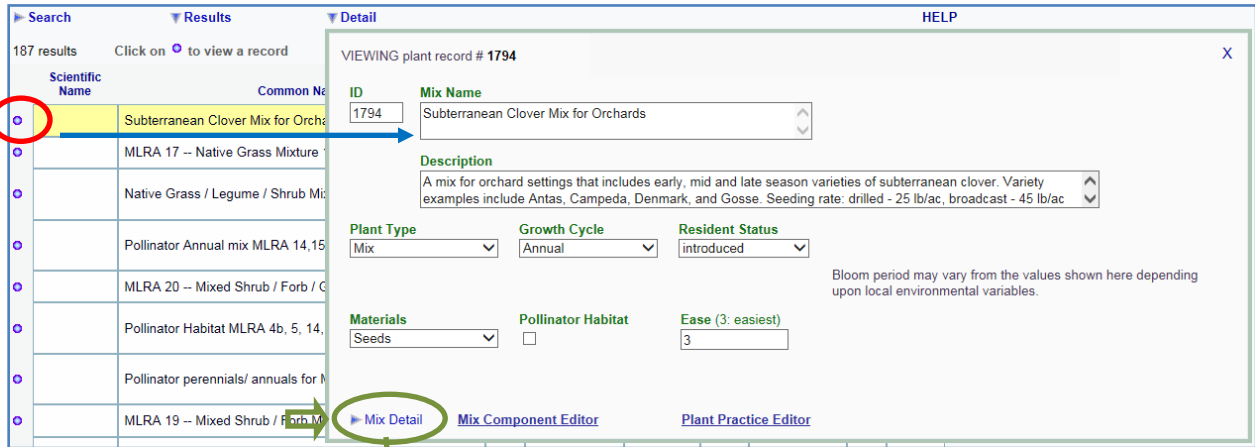 Search Results Detail HELP
187 results Click on to view a record
Scientific Name Common Na
Subterranean Clover Mix for Orcha
MLRA 17 -- Native Grass Mixture
Native Grass / Legume / Shrub Mi
Pollinator Annual mix MLRA 14,15
MLRA 20 -- Mixed Shrub / Forb / G
Pollinator Habitat MLRA 4b, 5, 14,
Pollinator perennials/ annuals for M
MLRA 19 -- Mixed Shrub / Forb M
VIEWING plant record # 1794 X
ID Mix Name
1794 Subterranean Clover Mix for Orchards
Description
A mix for orchard settings that includes early, mid and late season varieties of subterranean clover. Variety
examples include Antas, Campeda, Denmark, and Gosse. Seeding rate: drilled - 25 lb/ac, broadcast - 45 lb/ac
Plant Type Growth Cycle Resident Status
Mix Annual introduced
Bloom period may vary from the values shown here depending
upon local environmental variables.
Materials Pollinator Habitat Ease (3: easiest)
Seeds 3
Mix Detail Mix Component Editor Plant Practice Editor